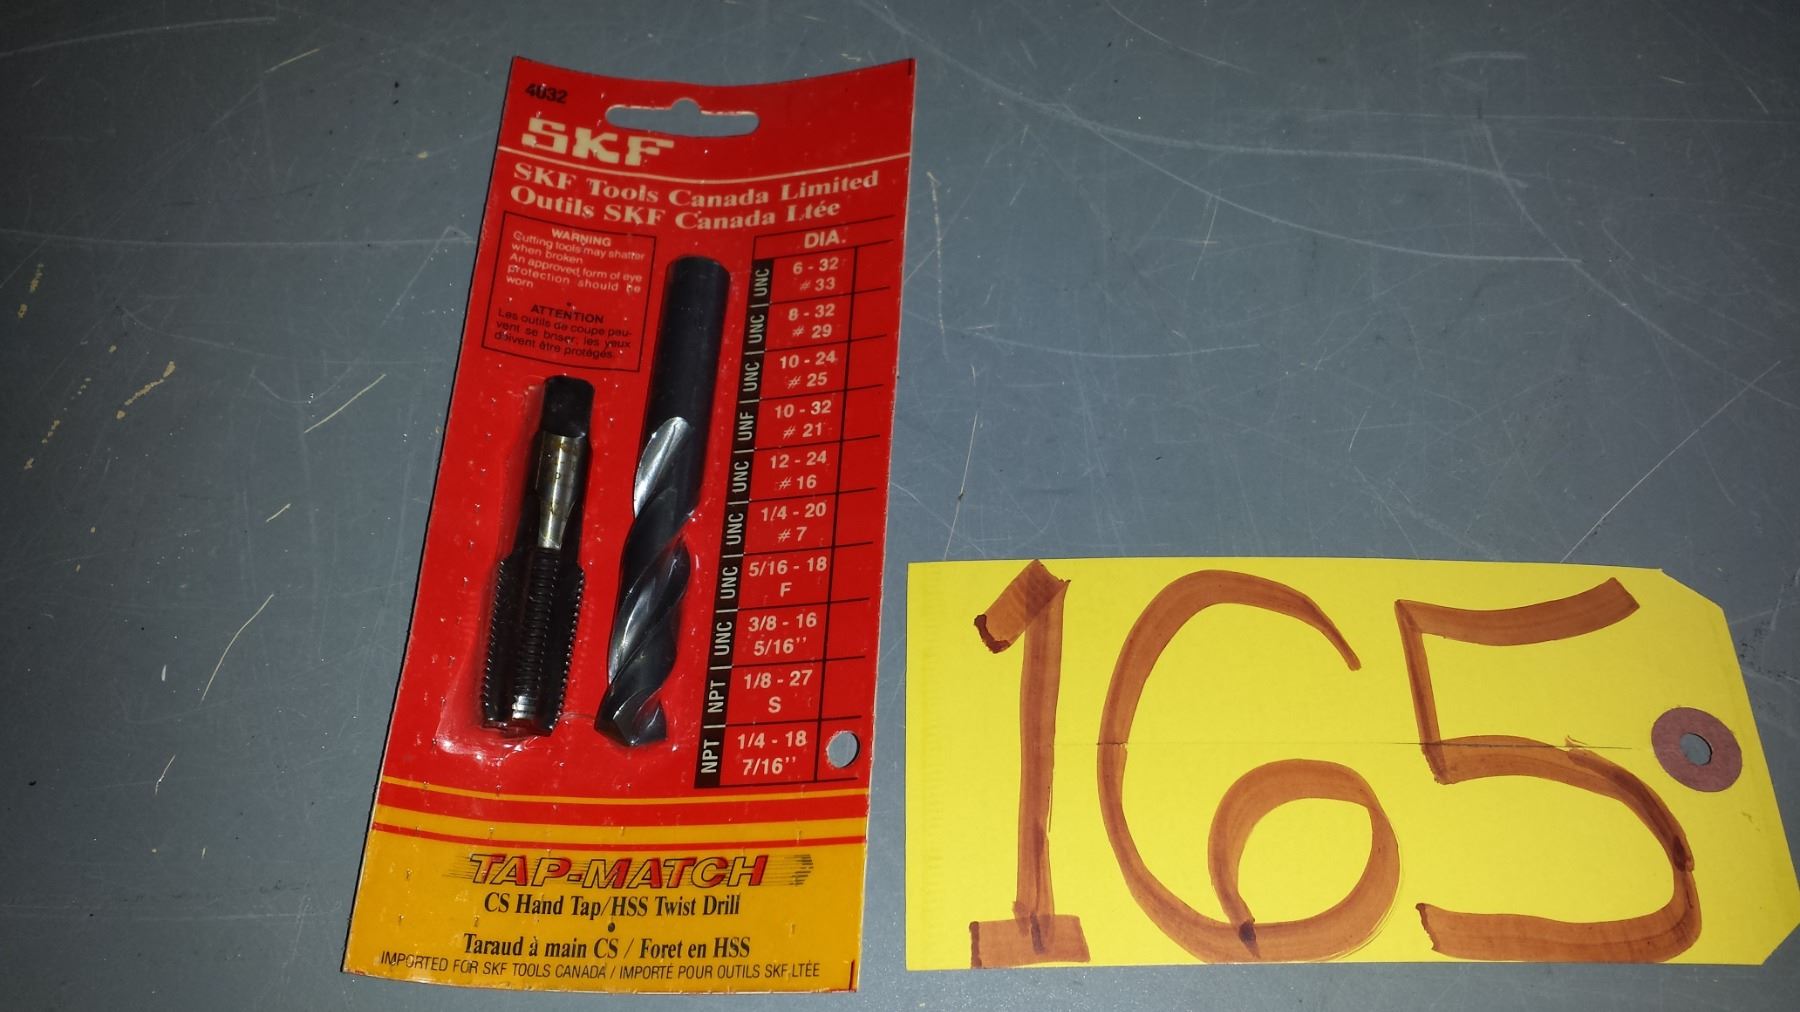 4032
SKF
SKF Tools Canada Limited
Outils SKF Canada Ltée
WARNING
Cutting tools may shatter
when broken.
An approved form of eye
protection should be
worn
ATTENTION
Les outils de coupe peu-
vent se briser; les yeux
doivent être protégés.
DIA.
UNC
6 - 32
# 33
UNC
8 - 32
# 29
UNC
10 - 24
# 25
UNF
10 - 32
# 21
UNC
12 - 24
# 16
UNC
1/4 - 20
# 7
UNC
5/16 - 18
F
UNC
3/8 - 16
5/16''
NPT
1/8 - 27
S
NPT
1/4 - 18
7/16''
TAP-MATCH
CS Hand Tap/HSS Twist Drill
Taraud à main CS / Foret en HSS
IMPORTED FOR SKF TOOLS CANADA / IMPORTÉ POUR OUTILS SKF LTÉE
165